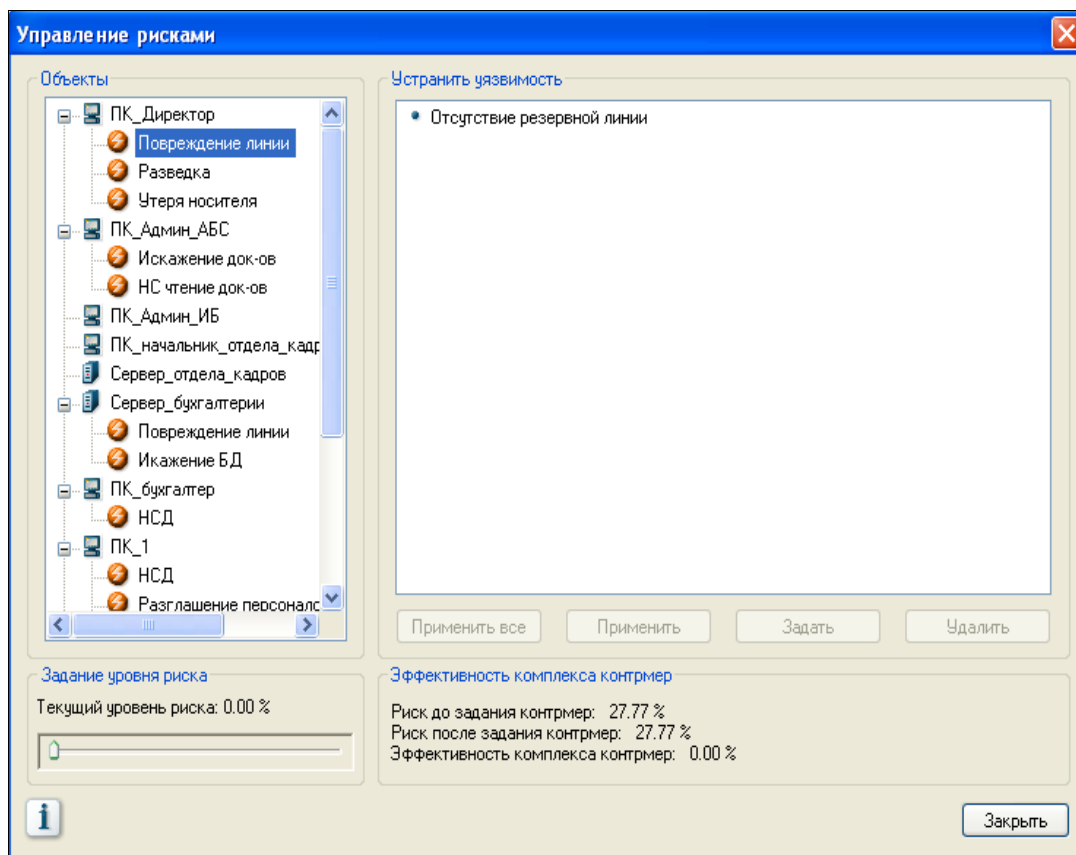 Управление рисками
Объекты
ПК_Директор
Повреждение линии
Разведка
Утеря носителя
ПК_Админ_АБС
Искажение док-ов
НС чтение док-ов
ПК_Админ_ИБ
ПК_начальник_отдела_кадр
Сервер_отдела_кадров
Сервер_бухгалтерии
Повреждение линии
Икажение БД
ПК_бухгалтер
НСД
ПК_1
НСД
Разглашение персонало
Устранить уязвимость
Отсутствие резервной линии
Применить все
Применить
Задать
Удалить
Задание уровня риска
Текущий уровень риска: 0.00 %
Эффективность комплекса контрмер
Риск до задания контрмер: 27.77 %
Риск после задания контрмер: 27.77 %
Эффективность комплекса контрмер: 0.00 %
Закрыть